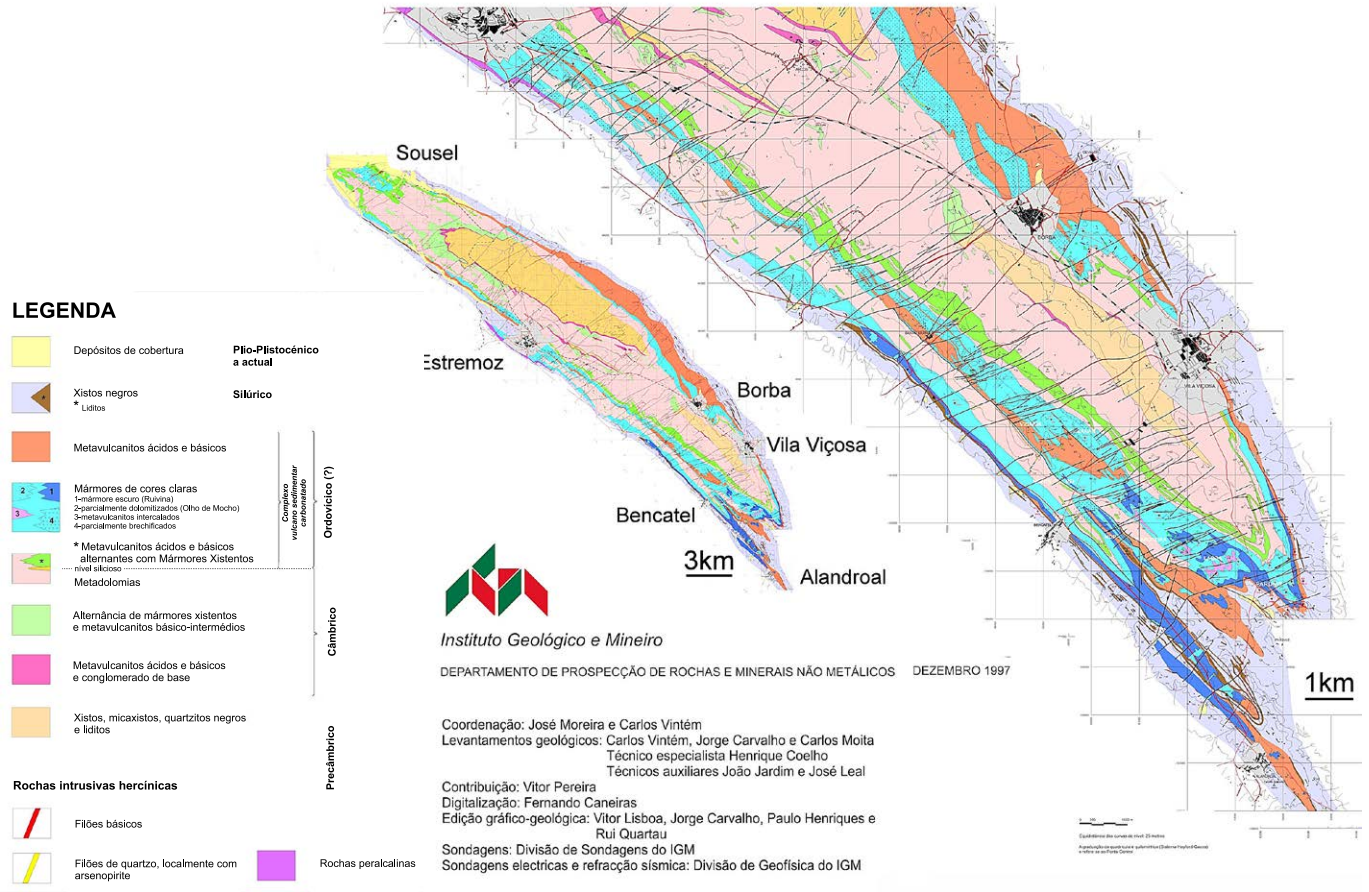 Sousel
Estremoz
Borba
Vila Viçosa
Bencatel
3km
Alandroal
BORBA
VILA VIÇOSA
1km
LEGENDA
Depósitos de cobertura
Plio-Plistocénico
a actual
Xistos negros
* Liditos
Silúrico
Metavulcanitos ácidos e básicos
2 1
3 4
Mármores de cores claras
1-mármore escuro (Ruivina)
2-parcialmente dolomitizados (Olho de Mocho)
3-metavulcanitos intercalados
4-parcialmente brechificados
* Metavulcanitos ácidos e básicos
alternantes com Mármores Xistentos
nível silicioso
Metadolomias
Complexo
vulcano sedimentar
carbonatado
Ordovícico (?)
Alternância de mármores xistentos
e metavulcanitos básico-intermédios
Câmbrico
Metavulcanitos ácidos e básicos
e conglomerado de base
Xistos, micaxistos, quartzitos negros
e liditos
Precâmbrico
Rochas intrusivas hercínicas
Filões básicos
Filões de quartzo, localmente com
arsenopirite
Rochas peralcalinas
Instituto Geológico e Mineiro
DEPARTAMENTO DE PROSPECÇÃO DE ROCHAS E MINERAIS NÃO METÁLICOS DEZEMBRO 1997
Coordenação: José Moreira e Carlos Vintém
Levantamentos geológicos: Carlos Vintém, Jorge Carvalho e Carlos Moita
Técnico especialista Henrique Coelho
Técnicos auxiliares João Jardim e José Leal
Contribuição: Vitor Pereira
Digitalização: Fernando Caneiras
Edição gráfico-geológica: Vitor Lisboa, Jorge Carvalho, Paulo Henriques e
Rui Quartau
Sondagens: Divisão de Sondagens do IGM
Sondagens electricas e refracção sísmica: Divisão de Geofísica do IGM